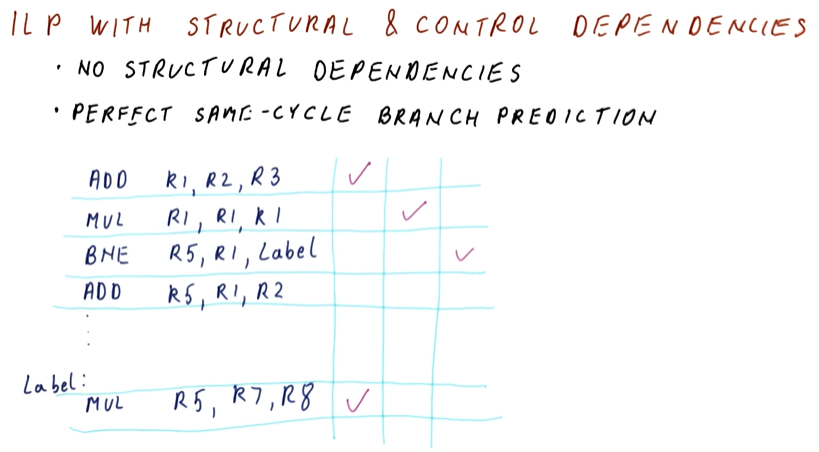 ILP WITH STRUCTURAL & CONTROL DEPENDENCIES
· NO STRUCTURAL DEPENDENCIES
· PERFECT SAME-CYCLE BRANCH PREDICTION
ADD R1, R2, R3 ✓
MUL R1, R1, R1 ✓
BNE R5, R1, Label ✓
ADD R5, R1, R2
⋮
Label:
MUL R5, R7, R8 ✓